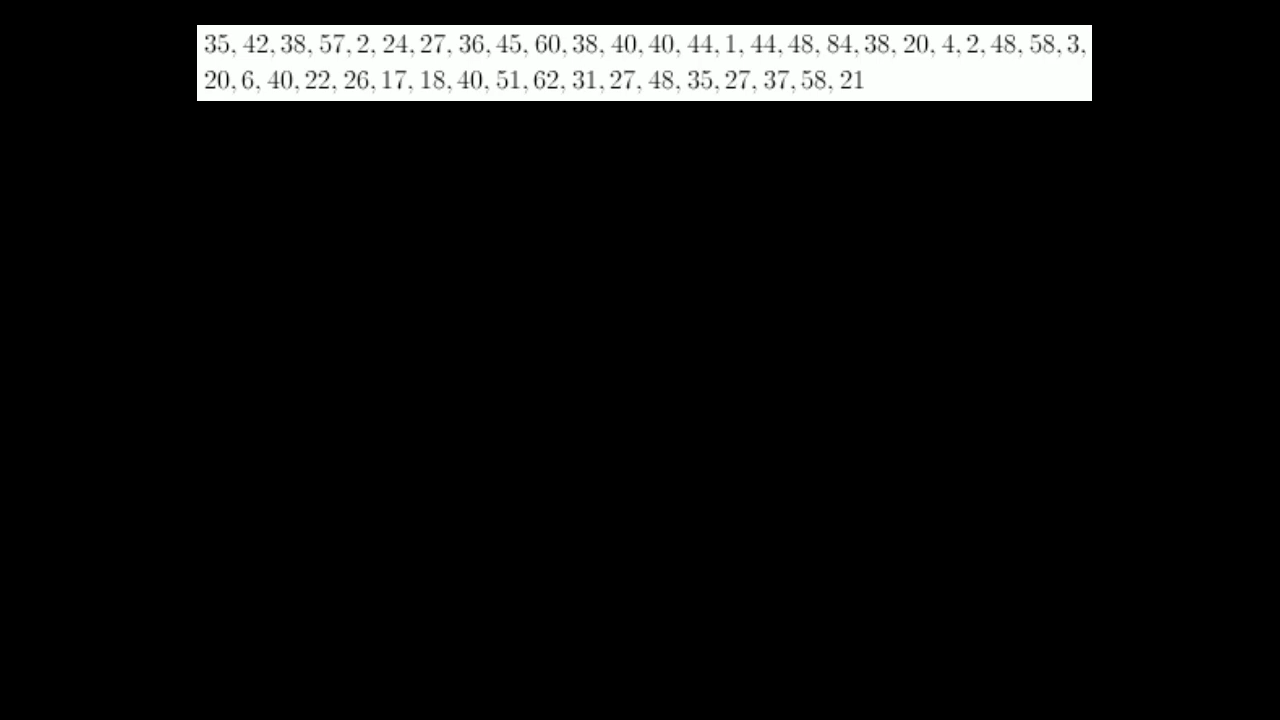 35, 42, 38, 57, 2, 24, 27, 36, 45, 60, 38, 40, 40, 44, 1, 44, 48, 84, 38, 20, 4, 2, 48, 58, 3,
20, 6, 40, 22, 26, 17, 18, 40, 51, 62, 31, 27, 48, 35, 27, 37, 58, 21